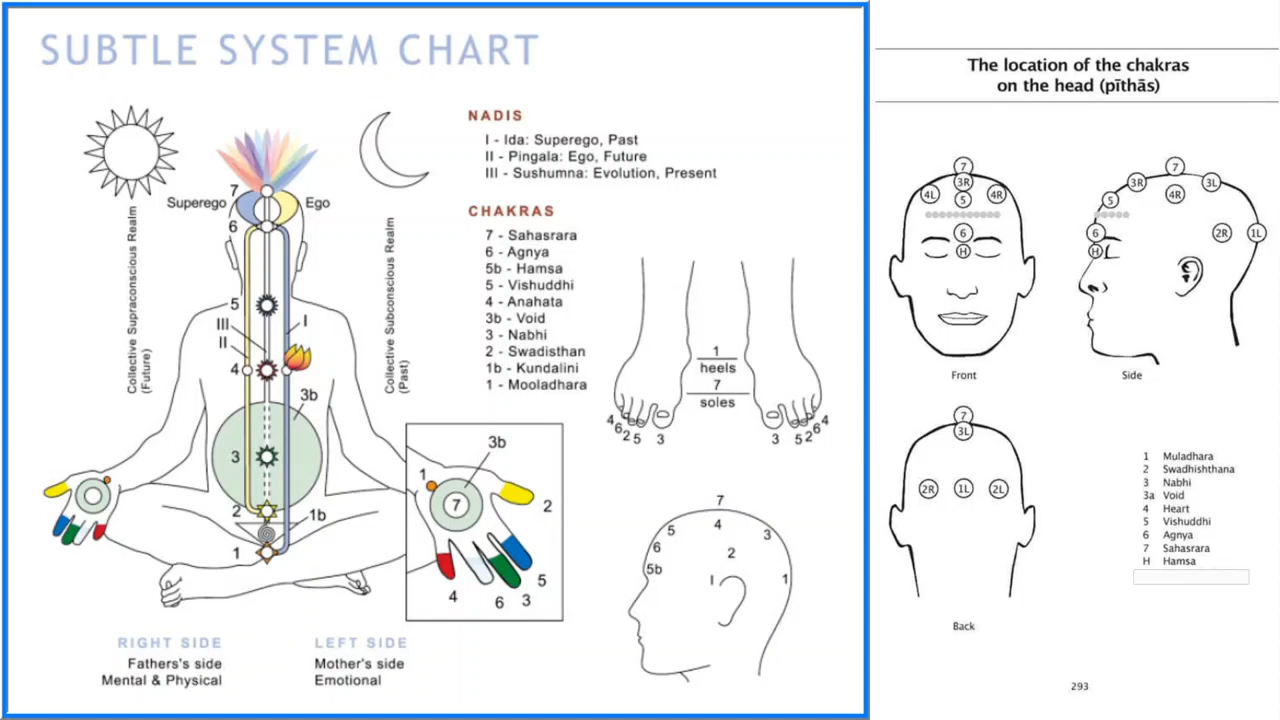 SUBTLE SYSTEM CHART
NADIS
I - Ida: Superego, Past
II - Pingala: Ego, Future
III - Sushumna: Evolution, Present
CHAKRAS
7 - Sahasrara
6 - Agnya
5b - Hamsa
5 - Vishuddhi
4 - Anahata
3b - Void
3 - Nabhi
2 - Swadisthan
1b - Kundalini
1 - Mooladhara
7
Superego
Ego
6
Collective Supraconscious Realm
(Future)
Collective Subconscious Realm
(Past)
5
III
I
II
4
3b
3
2
1b
1
3b
1
7
2
5
4
6
3
1
heels
7
soles
4
6
2
5
3
3
5
2
6
4
7
5
4
3
6
2
5b
I
1
RIGHT SIDE
Fathers's side
Mental & Physical
LEFT SIDE
Mother's side
Emotional
The location of the chakras
on the head (pīthās)
7
3R
4L
4R
5
6
H
Front
7
3R
3L
4R
5
6
2R
1L
H
Side
7
3L
2R
1L
2L
Back
1 Muladhara
2 Swadhishthana
3 Nabhi
3a Void
4 Heart
5 Vishuddhi
6 Agnya
7 Sahasrara
H Hamsa
293